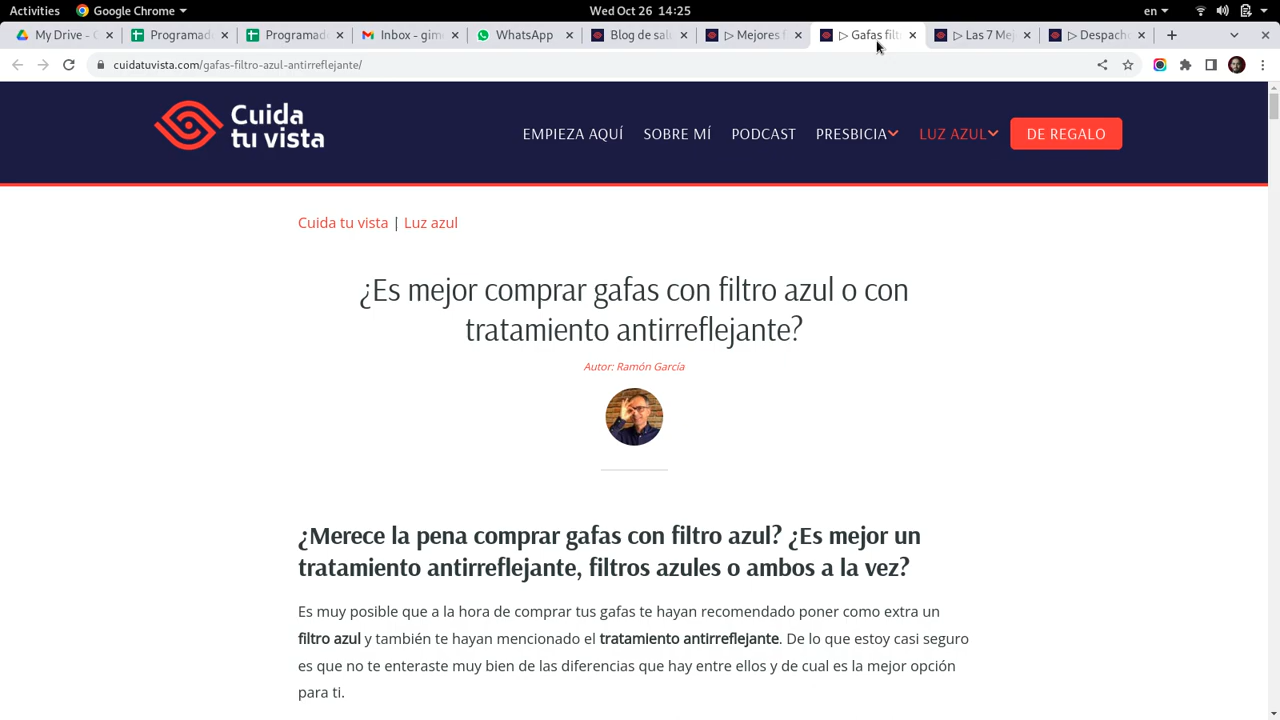 Activities
Google Chrome
Wed Oct 26 14:25
en
My Drive - G
Programad
Programad
Inbox - gim
WhatsApp
Blog de sal
▷ Mejores f
▷ Gafas filt
▷ Las 7 Mej
▷ Despach
cuidatuvista.com/gafas-filtro-azul-antirreflejante/
Cuida
tu vista
EMPIEZA AQUÍ
SOBRE MÍ
PODCAST
PRESBICIA
LUZ AZUL
DE REGALO
Cuida tu vista | Luz azul
¿Es mejor comprar gafas con filtro azul o con
tratamiento antirreflejante?
Autor: Ramón García
¿Merece la pena comprar gafas con filtro azul? ¿Es mejor un
tratamiento antirreflejante, filtros azules o ambos a la vez?
Es muy posible que a la hora de comprar tus gafas te hayan recomendado poner como extra un
filtro azul y también te hayan mencionado el tratamiento antirreflejante. De lo que estoy casi seguro
es que no te enteraste muy bien de las diferencias que hay entre ellos y de cual es la mejor opción
para ti.